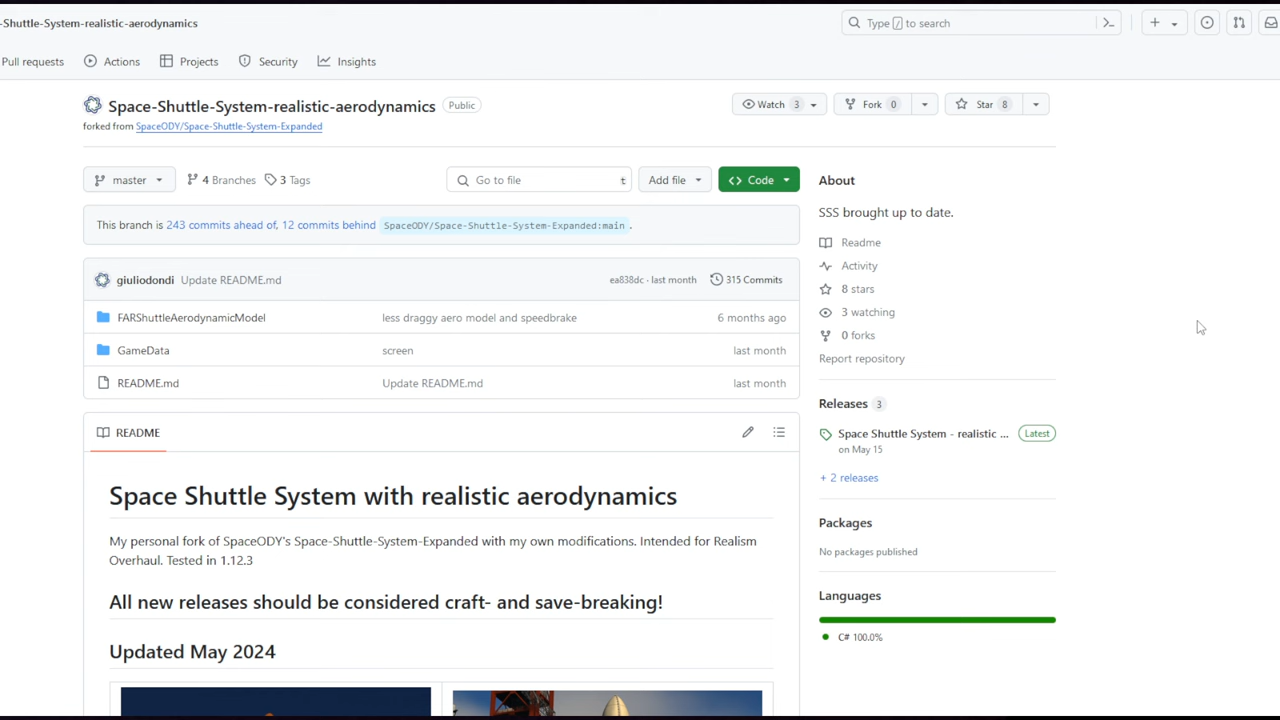 -Shuttle-System-realistic-aerodynamics
Type / to search
Pull requests Actions Projects Security Insights
Space-Shuttle-System-realistic-aerodynamics Public
Watch 3 Fork 0 Star 8
forked from SpaceODY/Space-Shuttle-System-Expanded
master 4 Branches 3 Tags Go to file t Add file Code
This branch is 243 commits ahead of, 12 commits behind SpaceODY/Space-Shuttle-System-Expanded:main .
giuliodondi Update README.md ea838dc · last month 315 Commits
FARShuttleAerodynamicModel less draggy aero model and speedbrake 6 months ago
GameData screen last month
README.md Update README.md last month
README
Space Shuttle System with realistic aerodynamics
My personal fork of SpaceODY's Space-Shuttle-System-Expanded with my own modifications. Intended for Realism
Overhaul. Tested in 1.12.3
All new releases should be considered craft- and save-breaking!
Updated May 2024
About
SSS brought up to date.
Readme
Activity
8 stars
3 watching
0 forks
Report repository
Releases 3
Space Shuttle System - realistic ... Latest
on May 15
+ 2 releases
Packages
No packages published
Languages
C# 100.0%